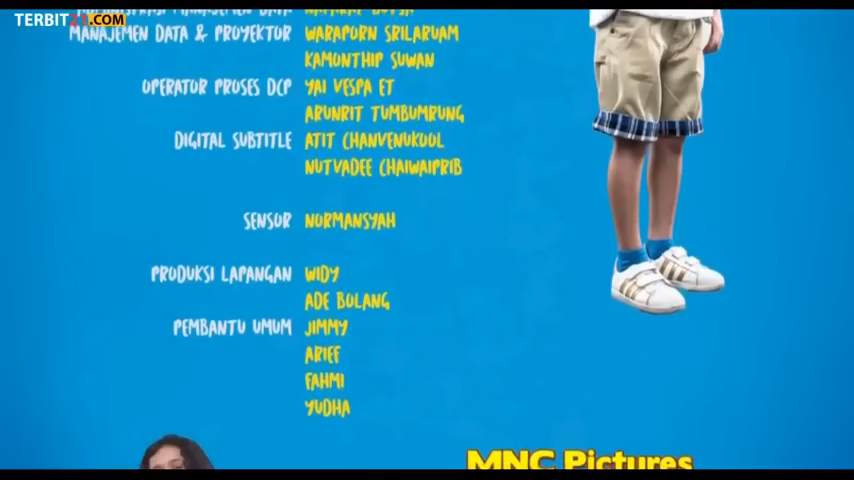 TERBIT21.COM
MANAJEMEN DATA & PROYEKTOR WARAPORN SRILARUAM
KAMONTHIP SUWAN
OPERATOR PROSES DCP YAI VESPA ET
ARUNRIT TUMBUMRUNG
DIGITAL SUBTITLE ATIT CHANVENUKOOL
NUTVADEE CHAIWAIPRIB
SENSOR NORMANSYAH
PRODUKSI LAPANGAN WIDY
ADE BOLANG
PEMBANTU UMUM JIMMY
ARIEF
FAHMI
YUDHA
MNC Pictures